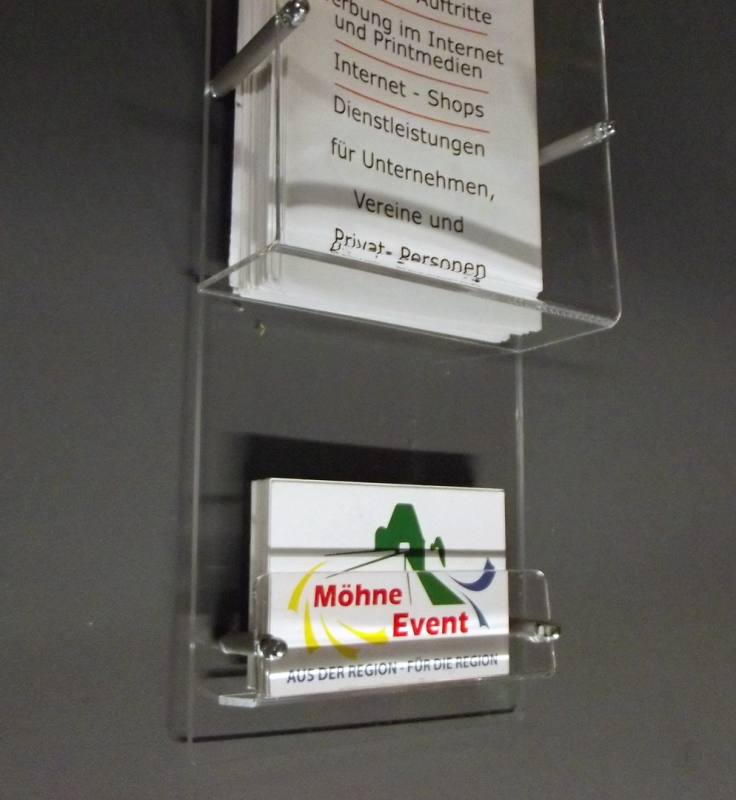 Auftritte
Werbung im Internet
und Printmedien
Internet - Shops
Dienstleistungen
für Unternehmen,
Vereine und
Privat- Personen
Möhne
Event
AUS DER REGION - FÜR DIE REGION